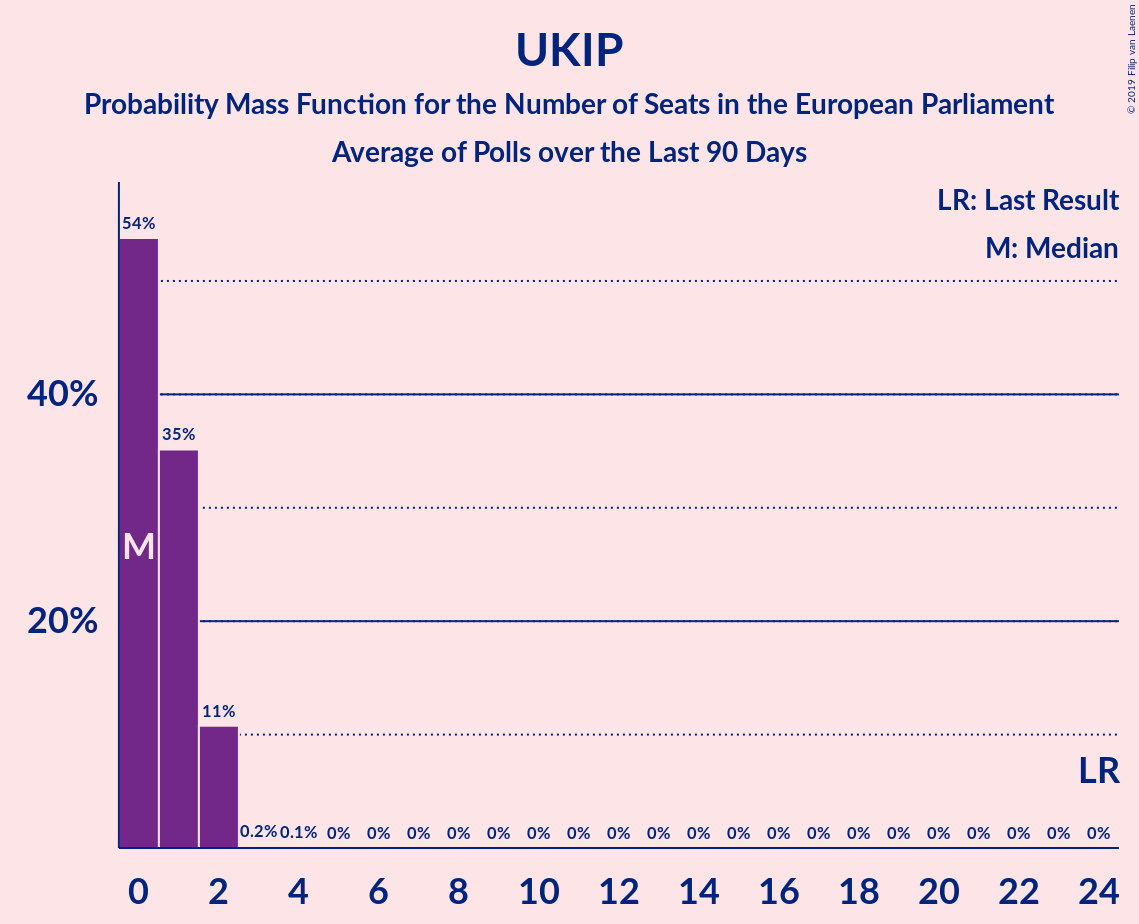 UKIP
Probability Mass Function for the Number of Seats in the European Parliament
Average of Polls over the Last 90 Days
© 2019 Filip van Laenen
LR: Last Result
M: Median
54%
40%
35%
M
20%
11%
LR
0.2% 0.1% 0% 0% 0% 0% 0% 0% 0% 0% 0% 0% 0% 0% 0% 0% 0% 0% 0% 0% 0% 0%
0 2 4 6 8 10 12 14 16 18 20 22 24